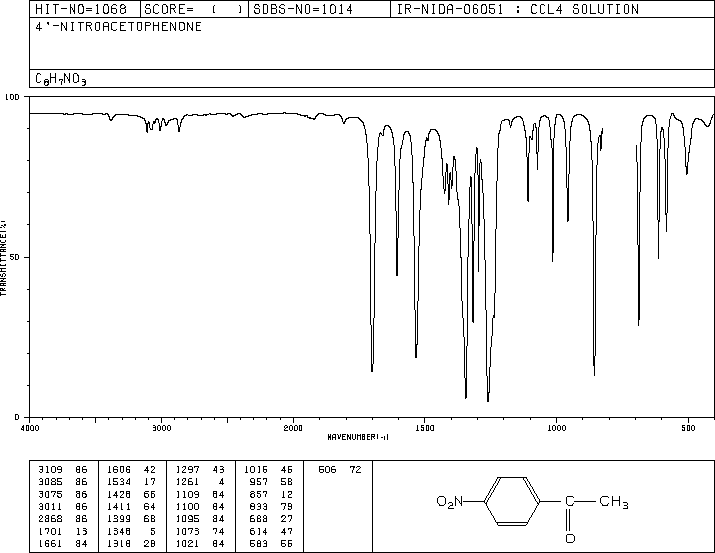 HIT-NO=1068 SCORE= ( ) SDBS-NO=1014 IR-NIDA-06051 : CCL4 SOLUTION
4'-NITROACETOPHENONE
C8H7NO3
100
50
0
TRANSMITTANCE(%)
4000 3000 2000 1500 1000 500
WAVENUMBER(-1)
3109 86 1606 42 1297 43 1015 46 506 72
3085 86 1534 17 1261 4 957 58
3075 86 1428 66 1109 84 857 12
3011 86 1411 64 1100 84 833 79
2868 86 1399 68 1095 84 688 27
1701 13 1348 5 1073 74 614 47
1661 84 1318 28 1021 84 583 55
O2N C CH3
O